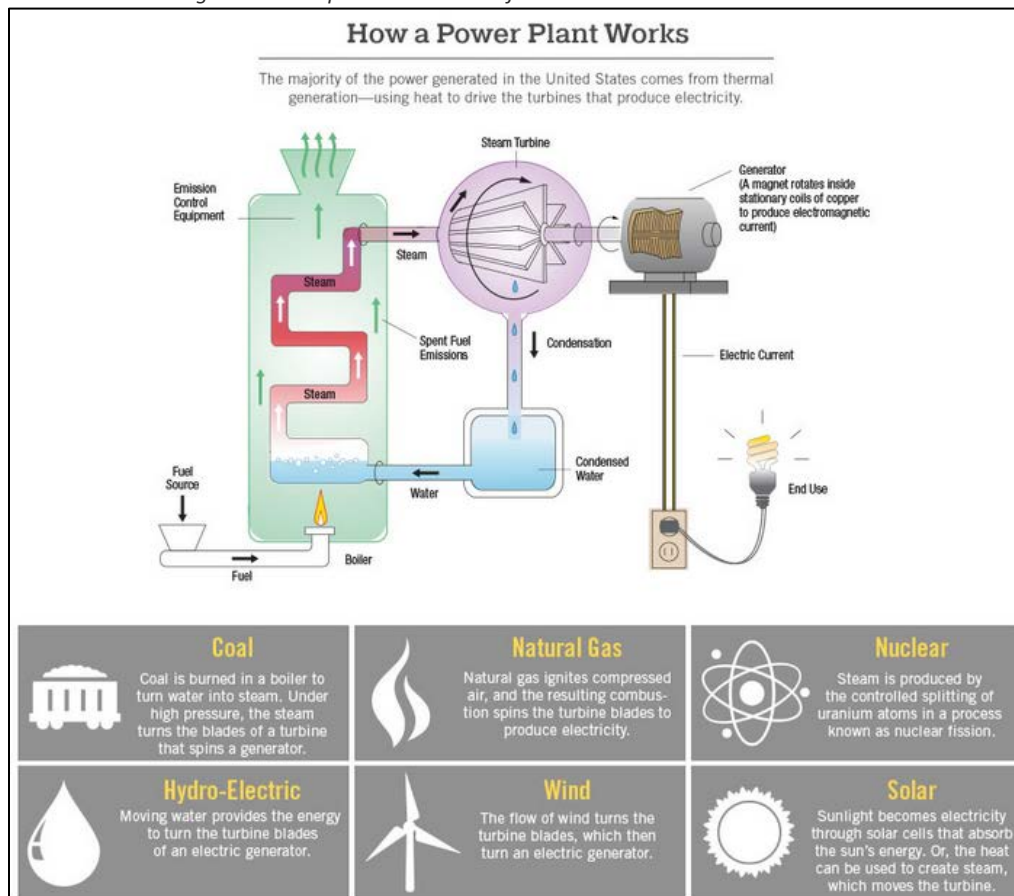 How a Power Plant Works
The majority of the power generated in the United States comes from thermal
generation—using heat to drive the turbines that produce electricity.
Steam Turbine
Generator
(A magnet rotates inside
stationary coils of copper
to produce electromagnetic
current)
Emission
Control
Equipment
Steam
Steam
Spent Fuel
Emissions
Condensation
Electric Current
Steam
Condensed
Water
Fuel
Source
Water
End Use
Boiler
Fuel
Coal
Coal is burned in a boiler to
turn water into steam. Under
high pressure, the steam
turns the blades of a turbine
that spins a generator.
Natural Gas
Natural gas ignites compressed
air, and the resulting combus-
tion spins the turbine blades to
produce electricity.
Nuclear
Steam is produced by
the controlled splitting of
uranium atoms in a process
known as nuclear fission.
Hydro-Electric
Moving water provides the energy
to turn the turbine blades
of an electric generator.
Wind
The flow of wind turns the
turbine blades, which then
turn an electric generator.
Solar
Sunlight becomes electricity
through solar cells that absorb
the sun's energy. Or, the heat
can be used to create steam,
which moves the turbine.